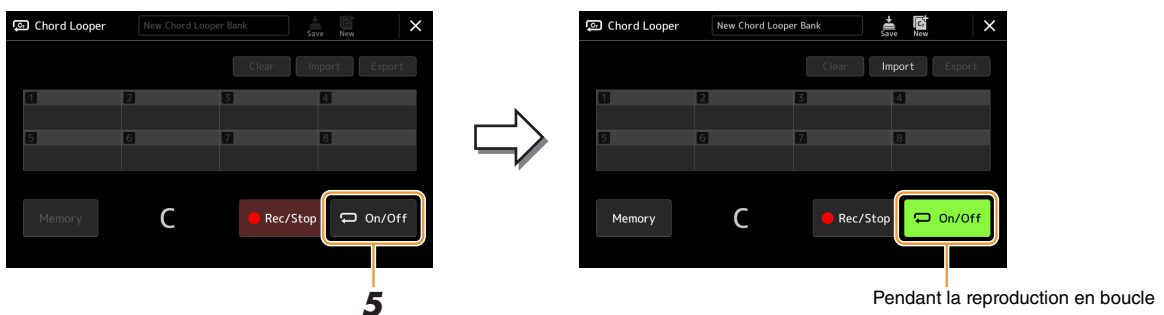 Chord Looper New Chord Looper Bank Save New
Clear Import Export
1 2 3 4
5 6 7 8
Memory C Rec/Stop On/Off
5
Chord Looper New Chord Looper Bank Save New
Clear Import Export
1 2 3 4
5 6 7 8
Memory C Rec/Stop On/Off
Pendant la reproduction en boucle